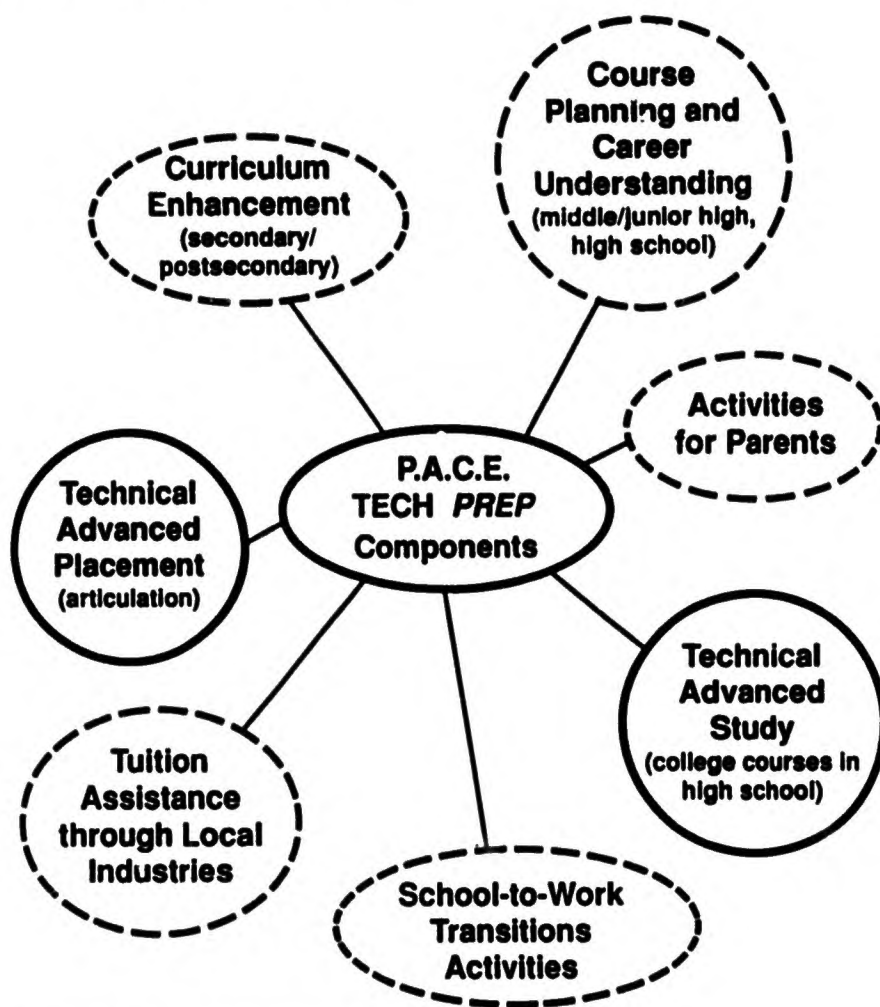 Course
Planning and
Career
Understanding
(middle/junior high,
high school)
Curriculum
Enhancement
(secondary/
postsecondary)
Activities
for Parents
P.A.C.E.
TECH PREP
Components
Technical
Advanced
Placement
(articulation)
Technical
Advanced
Study
(college courses in
high school)
Tuition
Assistance
through Local
Industries
School-to-Work
Transitions
Activities